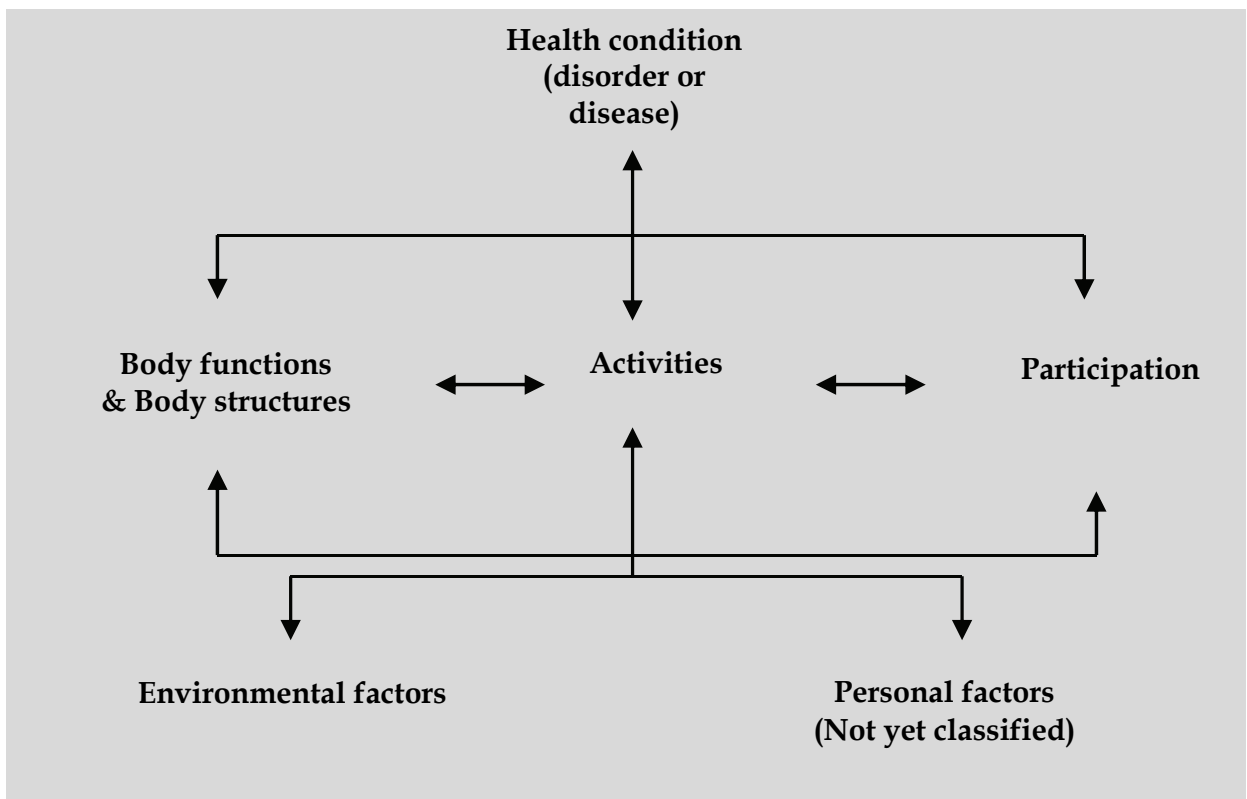 Health condition
(disorder or
disease)
Body functions
& Body structures
Activities
Participation
Environmental factors
Personal factors
(Not yet classified)